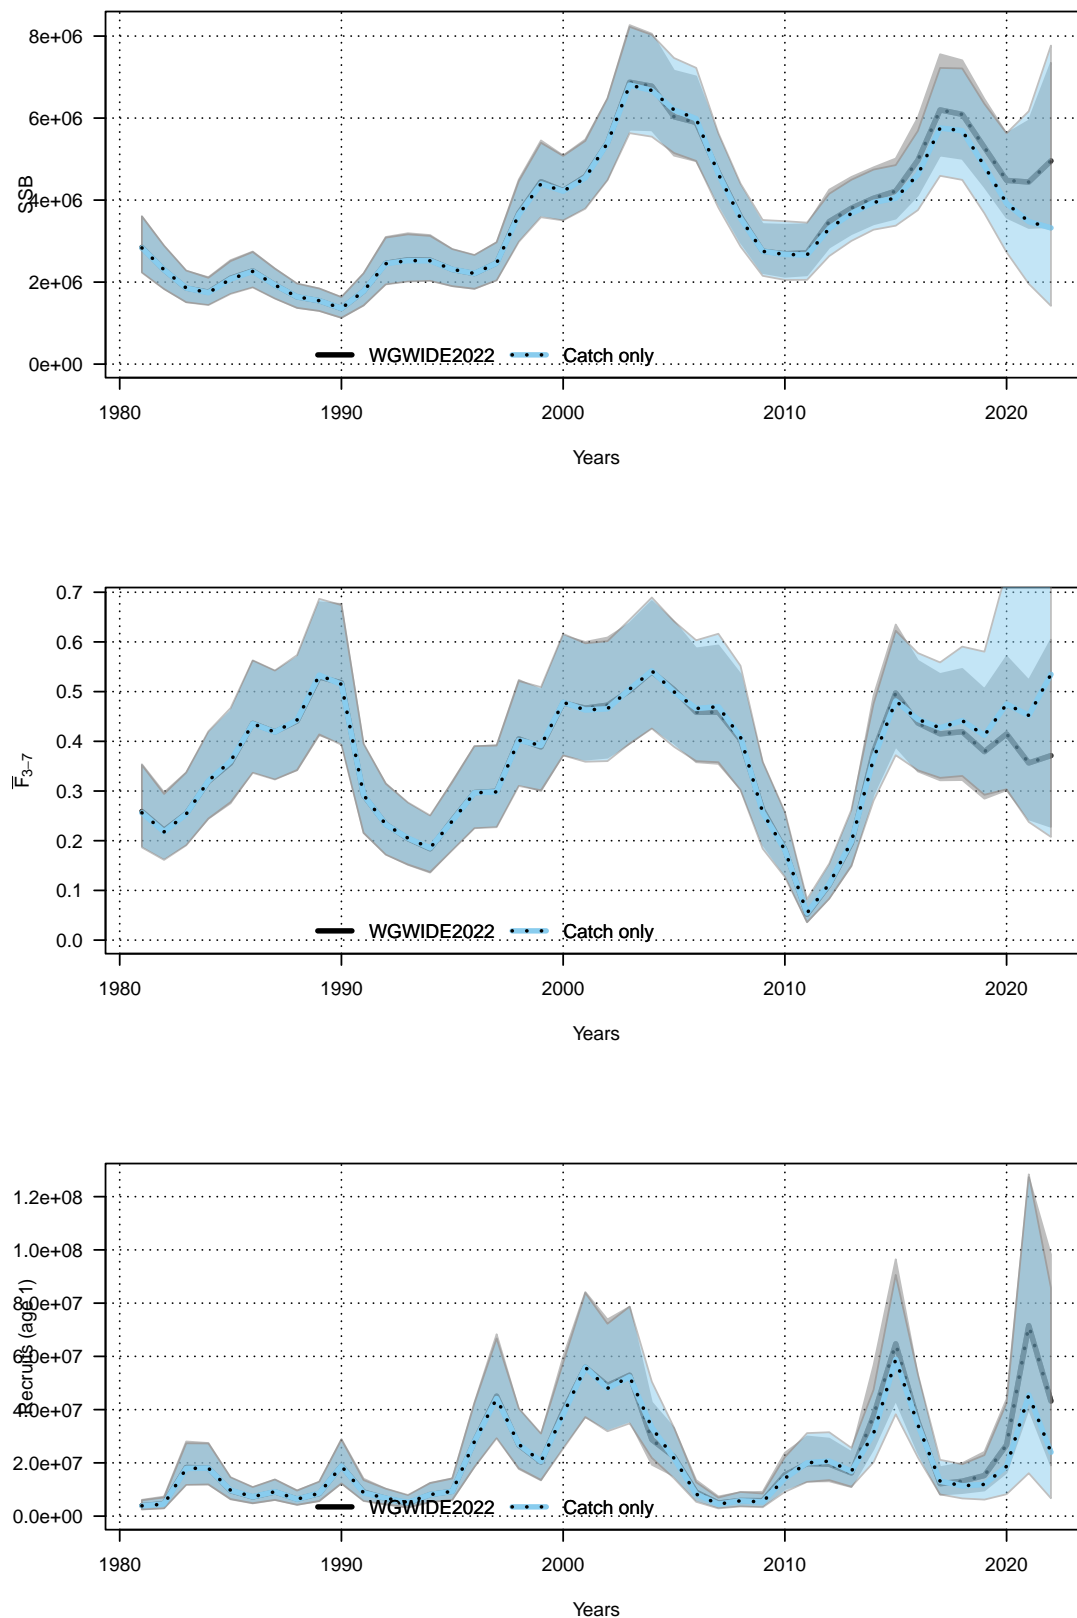 8e+06
6e+06
SSB
4e+06
2e+06
0e+00
WGWIDE2022 Catch only
1980 1990 2000 2010 2020
Years
0.7
0.6
0.5
0.4
F̅3–7
0.3
0.2
0.1
0.0
WGWIDE2022 Catch only
1980 1990 2000 2010 2020
Years
1.2e+08
1.0e+08
8.0e+07
Recruits (age 1)
6.0e+07
4.0e+07
2.0e+07
0.0e+00
WGWIDE2022 Catch only
1980 1990 2000 2010 2020
Years